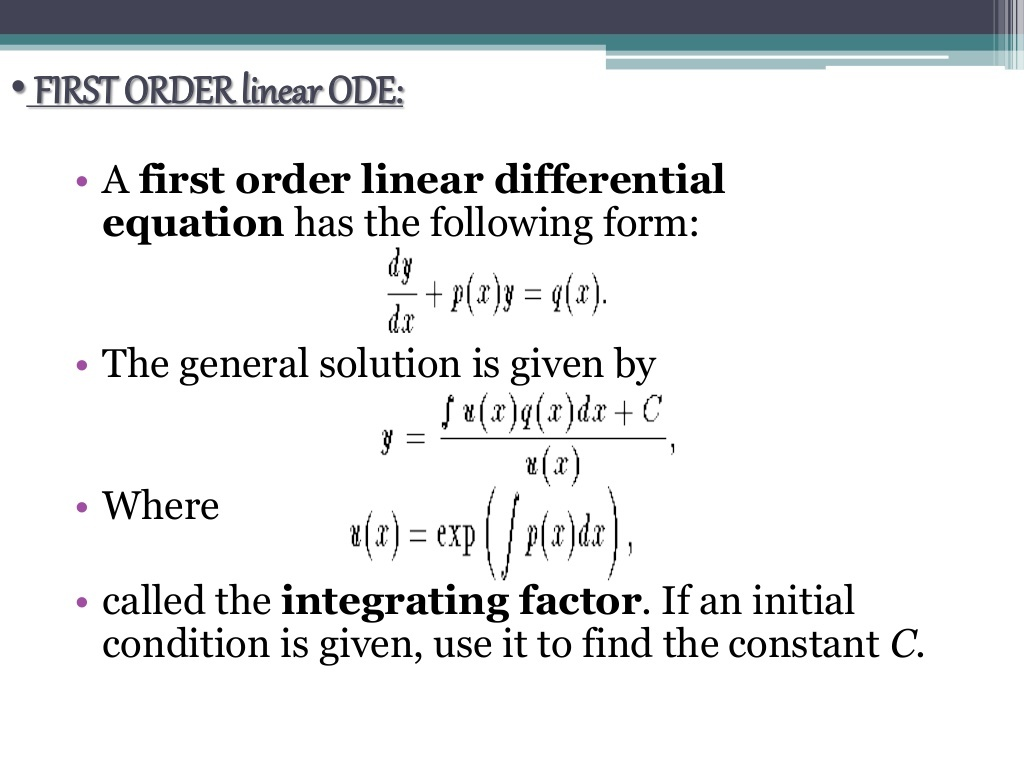 • FIRST ORDER linear ODE:
• A first order linear differential
equation has the following form:
dy/dx + p(x)y = q(x).
• The general solution is given by
y = (∫ u(x)q(x)dx + C) / u(x),
• Where
u(x) = exp(∫ p(x)dx),
• called the integrating factor. If an initial
condition is given, use it to find the constant C.